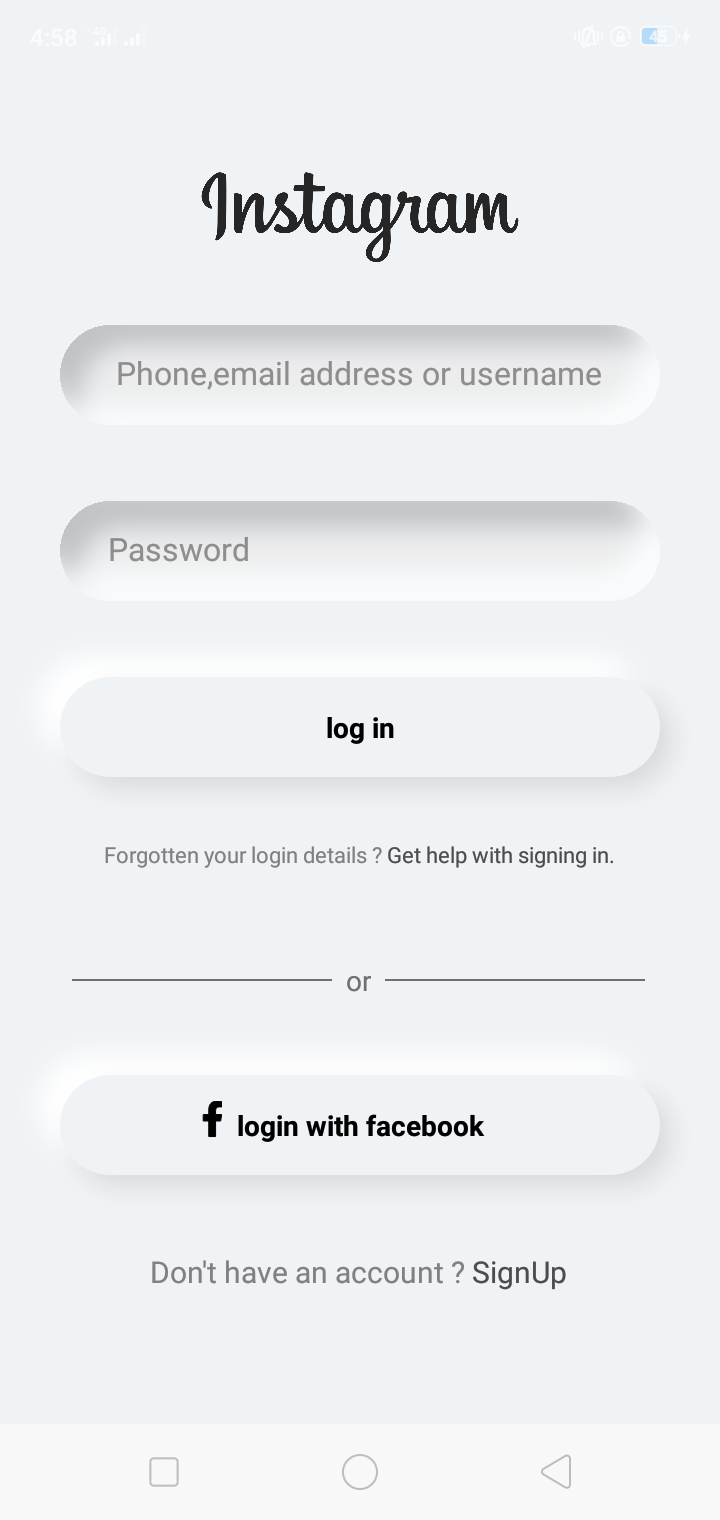 4:58 4G 45
Instagram
Phone,email address or username
Password
log in
Forgotten your login details ? Get help with signing in.
or
f login with facebook
Don't have an account ? SignUp